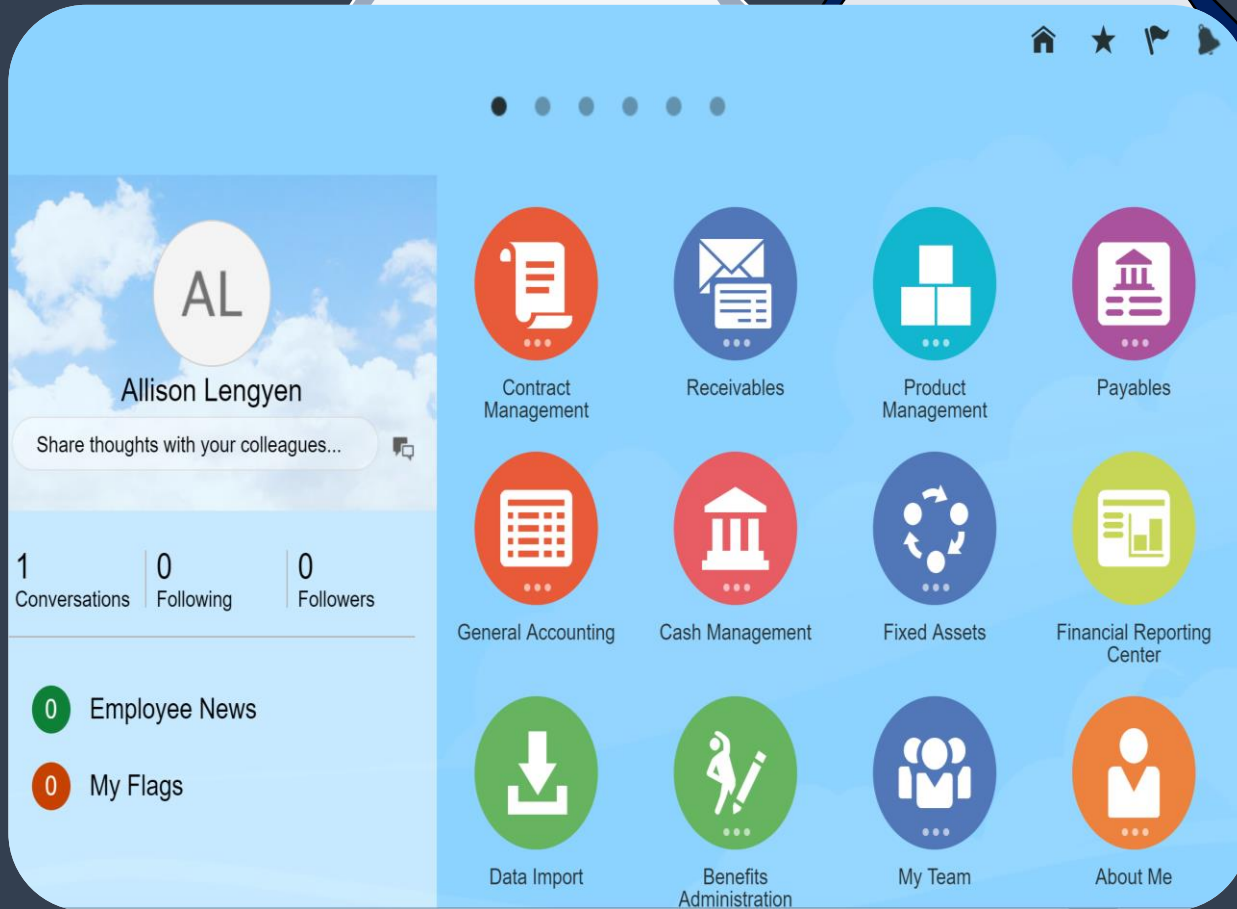 AL
Allison Lengyen
Share thoughts with your colleagues...
1
Conversations
0
Following
0
Followers
0 Employee News
0 My Flags
Contract
Management
Receivables
Product
Management
Payables
General Accounting
Cash Management
Fixed Assets
Financial Reporting
Center
Data Import
Benefits
Administration
My Team
About Me